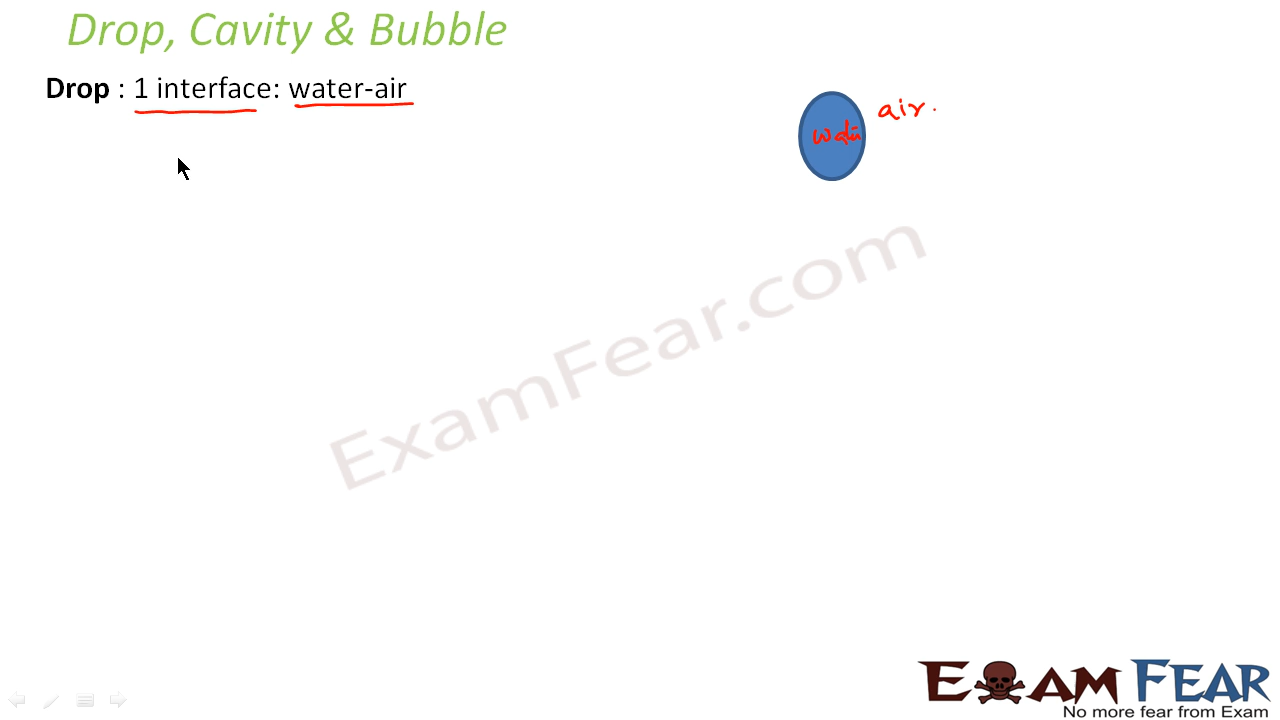 Drop, Cavity & Bubble
Drop : 1 interface: water-air
air.
ExamFear.com
EXAM FEAR
No more fear from Exam